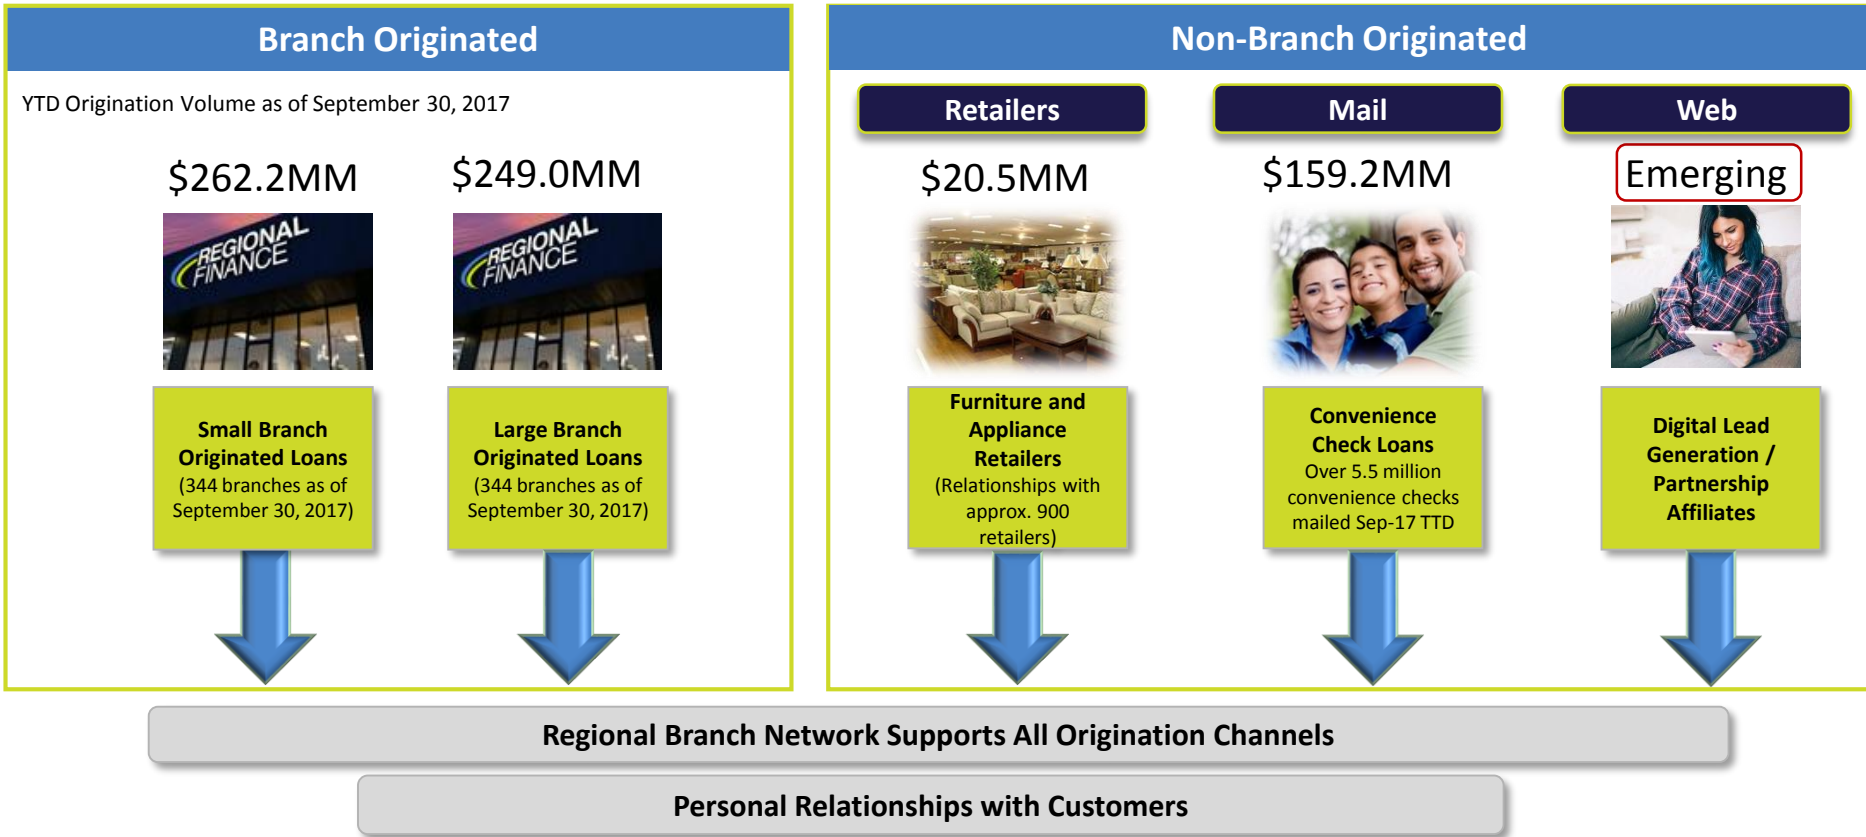 Branch Originated
YTD Origination Volume as of September 30, 2017
$262.2MM
$249.0MM
REGIONAL
FINANCE
REGIONAL
FINANCE
Small Branch
Originated Loans
(344 branches as of
September 30, 2017)
Large Branch
Originated Loans
(344 branches as of
September 30, 2017)
Non-Branch Originated
Retailers
Mail
Web
$20.5MM
$159.2MM
Emerging
Furniture and
Appliance
Retailers
(Relationships with
approx. 900
retailers)
Convenience
Check Loans
Over 5.5 million
convenience checks
mailed Sep-17 TTD
Digital Lead
Generation /
Partnership
Affiliates
Regional Branch Network Supports All Origination Channels
Personal Relationships with Customers